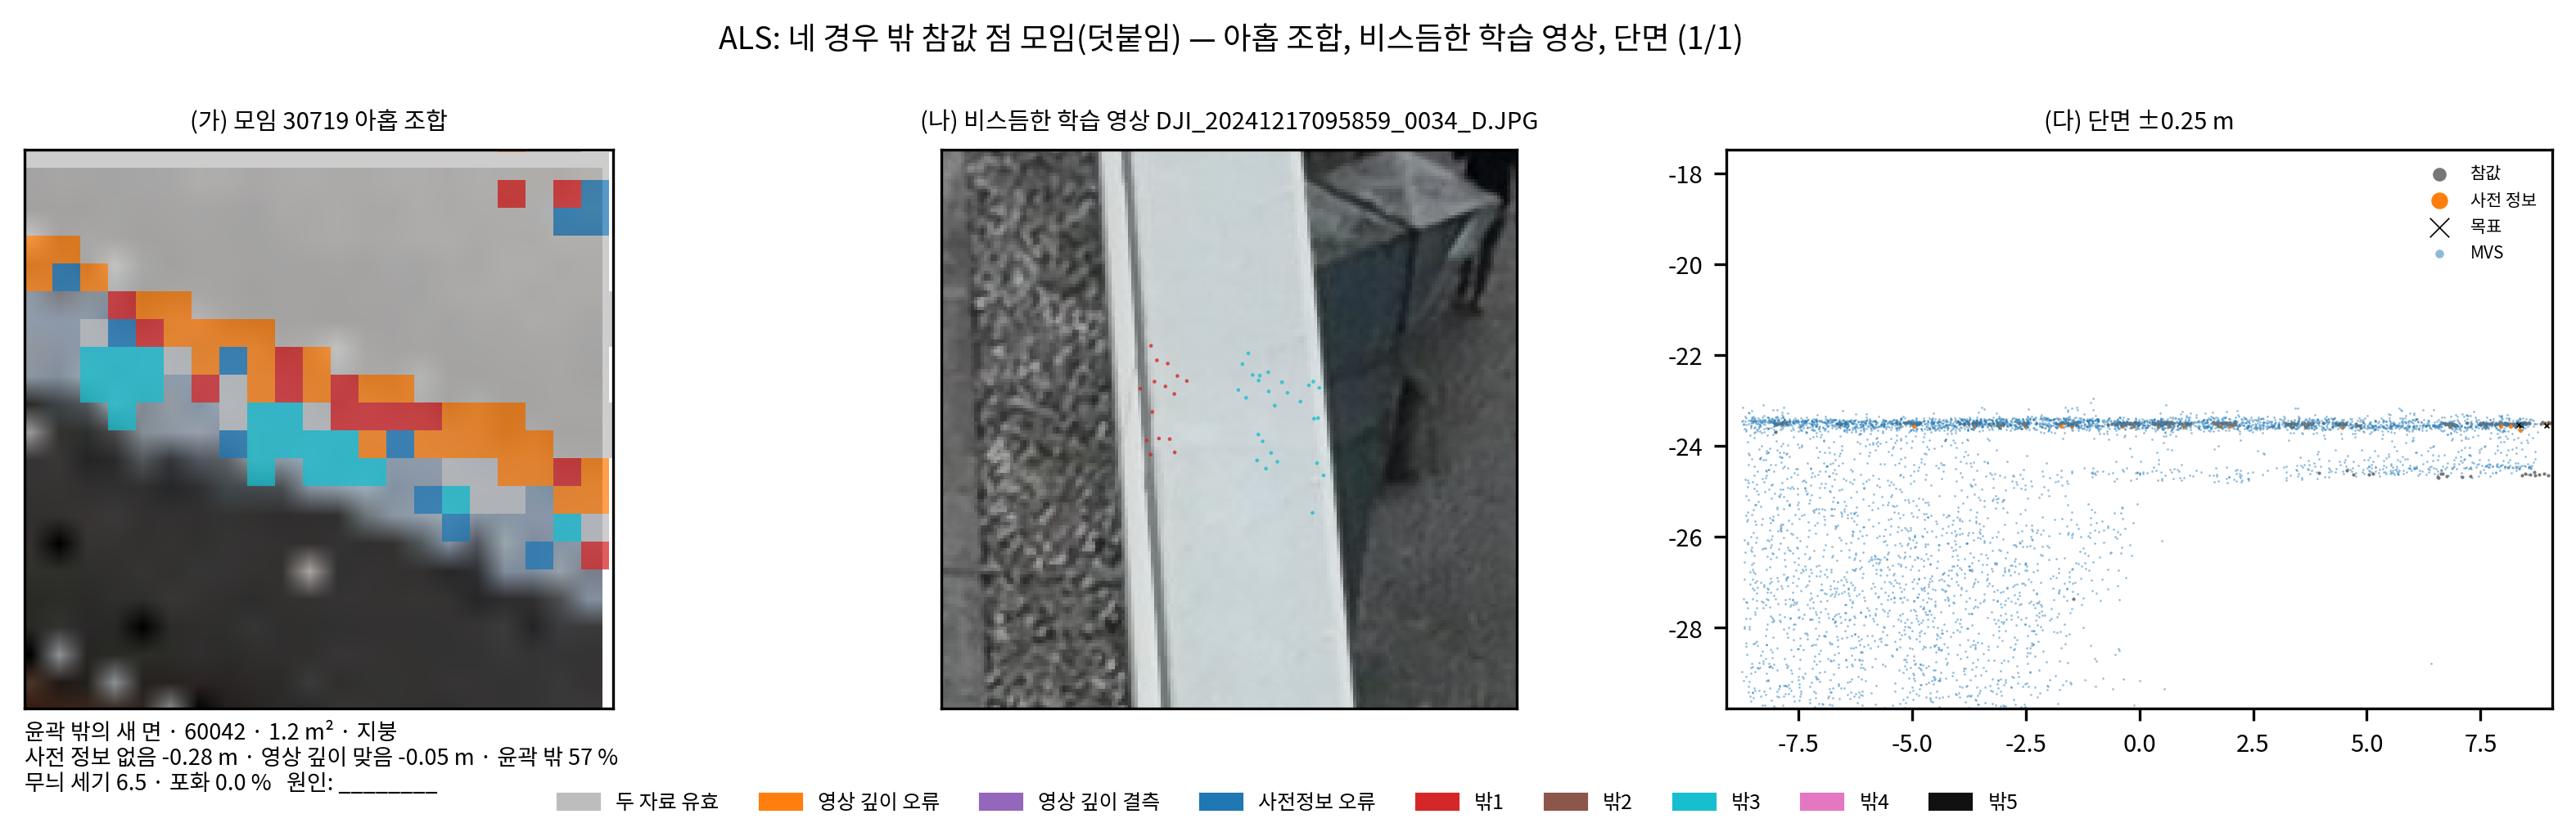 ALS: 네 경우 밖 참값 점 모임(덧붙임) — 아홉 조합, 비스듬한 학습 영상, 단면 (1/1)
(가) 모임 30719 아홉 조합
(나) 비스듬한 학습 영상 DJI_20241217095859_0034_D.JPG
(다) 단면 ±0.25 m
참값
사전 정보
목표
MVS
-18
-20
-22
-24
-26
-28
-7.5 -5.0 -2.5 0.0 2.5 5.0 7.5
윤곽 밖의 새 면 · 60042 · 1.2 m² · 지붕
사전 정보 없음 -0.28 m · 영상 깊이 맞음 -0.05 m · 윤곽 밖 57 %
무늬 세기 6.5 · 포화 0.0 % 원인: ________
두 자료 유효 영상 깊이 오류 영상 깊이 결측 사전정보 오류 밖1 밖2 밖3 밖4 밖5